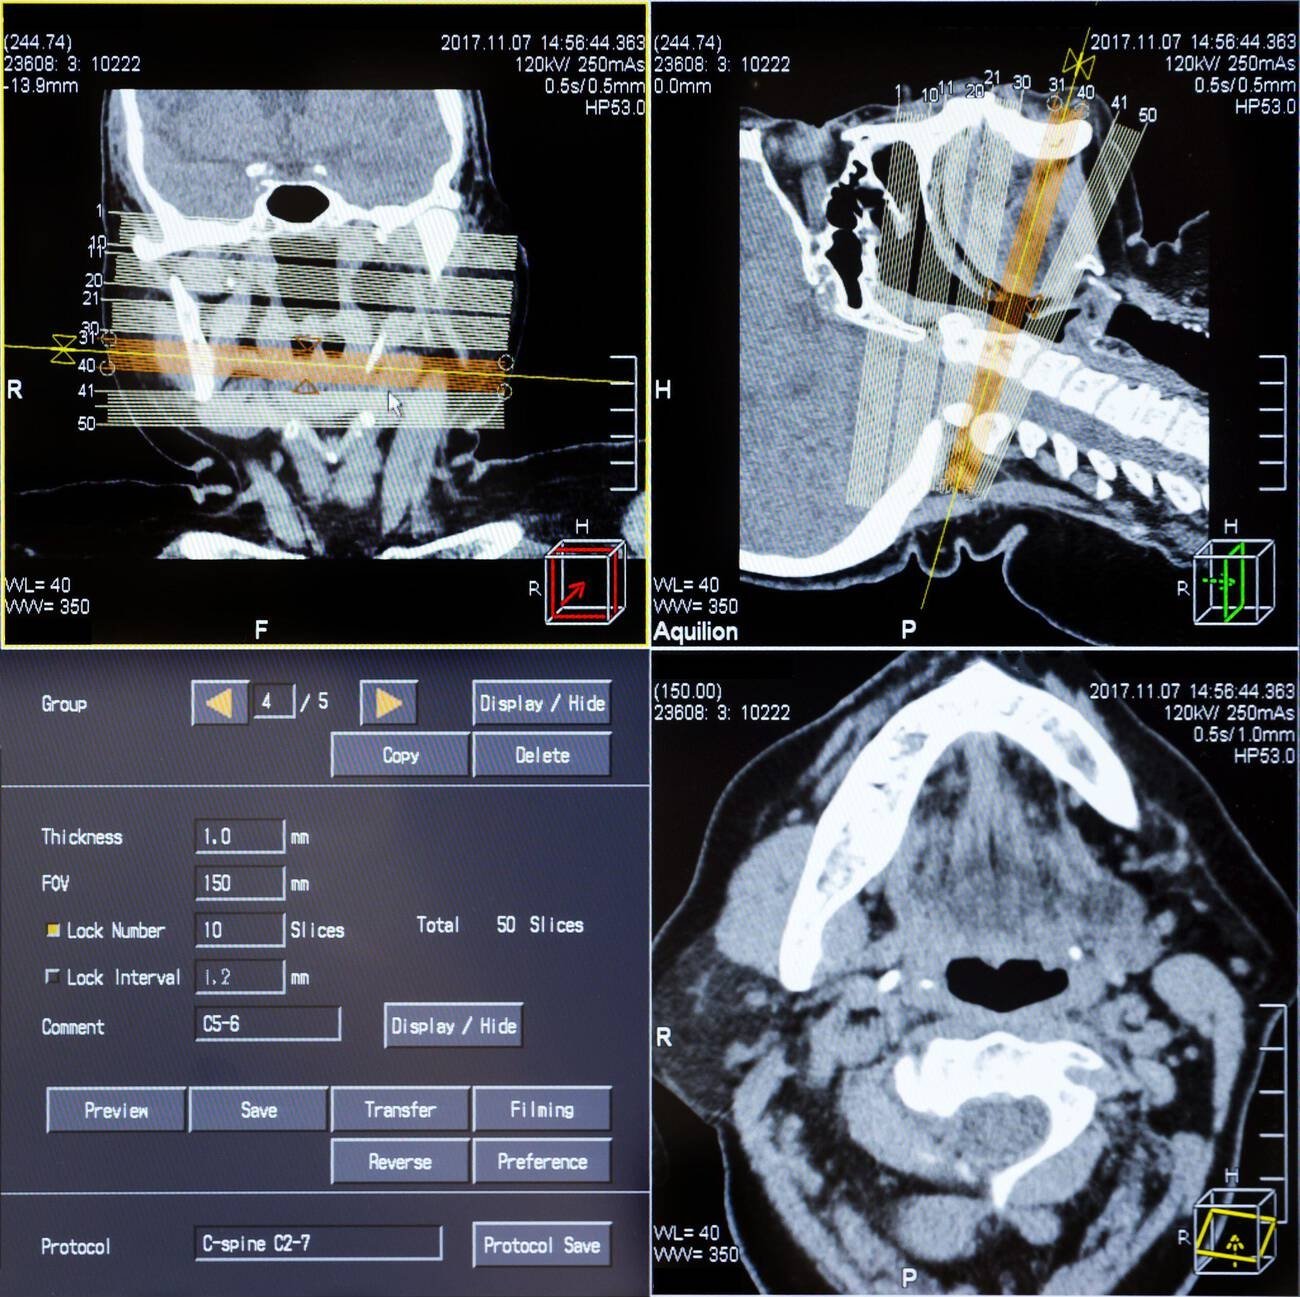 (244.74)
23608: 3: 10222
-13.9mm
2017.11.07 14:56:44.363
120kV/ 250mAs
0.5s/0.5mm
HP53.0
1
10
11
20
21
30
31
40
41
50
R
H
R
WL= 40
WW= 350
F
(244.74)
23608: 3: 10222
0.0mm
2017.11.07 14:56:44.363
120kV/ 250mAs
0.5s/0.5mm
HP53.0
1 10 11 20 21 30 31 40 41 50
H
H
R
WL= 40
WW= 350
Aquilion
P
Group 4 / 5 Display / Hide
Copy Delete
Thickness 1.0 mm
FOV 150 mm
Lock Number 10 Slices Total 50 Slices
Lock Interval 1.2 mm
Comment C5-6 Display / Hide
Preview Save Transfer Filming
Reverse Preference
Protocol C-spine C2-7 Protocol Save
(150.00)
23608: 3: 10222
2017.11.07 14:56:44.363
120kV/ 250mAs
0.5s/1.0mm
HP53.0
R
H
R
WL= 40
WW= 350
P